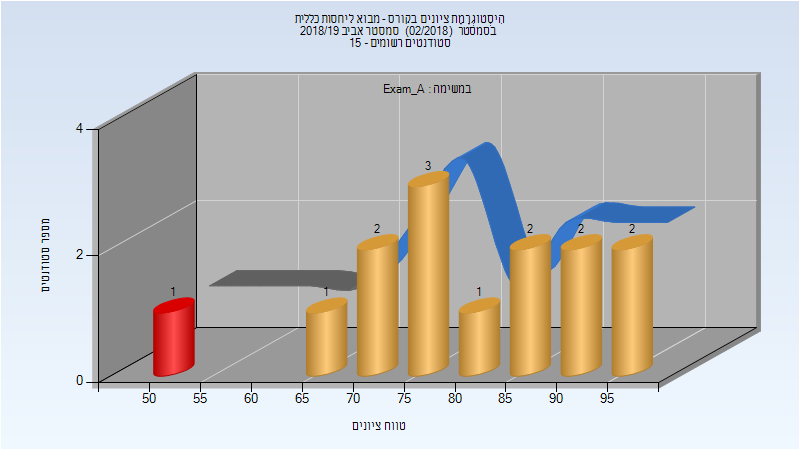 היסטוגרמת ציונים בקורס - מבוא ליחסות כללית
בסמסטר (02/2018) סמסטר אביב 2018/19
סטודנטים רשומים - 15
במשימה : Exam_A
מספר סטודנטים
4
2
0
1
1
2
3
1
2
2
2
50 55 60 65 70 75 80 85 90 95
טווח ציונים